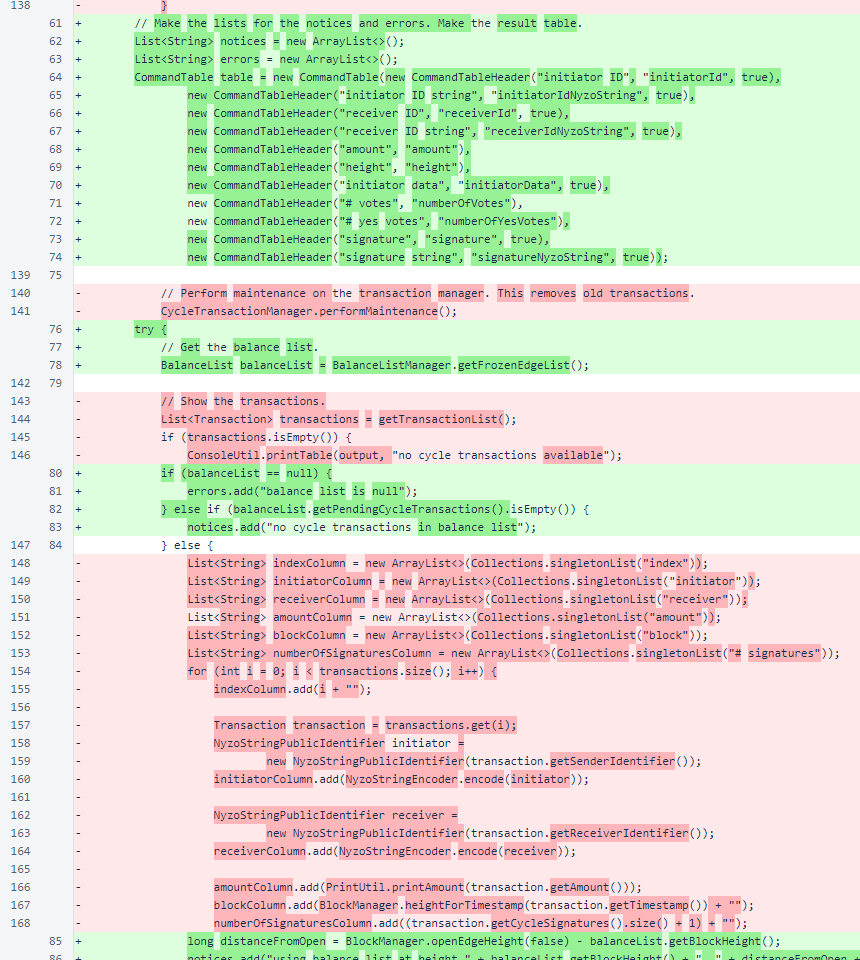 138 - }
61 + // Make the lists for the notices and errors. Make the result table.
62 + List<String> notices = new ArrayList<>();
63 + List<String> errors = new ArrayList<>();
64 + CommandTable table = new CommandTable(new CommandTableHeader("initiator ID", "initiatorId", true),
65 + new CommandTableHeader("initiator ID string", "initiatorIdNyzoString", true),
66 + new CommandTableHeader("receiver ID", "receiverId", true),
67 + new CommandTableHeader("receiver ID string", "receiverIdNyzoString", true),
68 + new CommandTableHeader("amount", "amount"),
69 + new CommandTableHeader("height", "height"),
70 + new CommandTableHeader("initiator data", "initiatorData", true),
71 + new CommandTableHeader("# votes", "numberOfVotes"),
72 + new CommandTableHeader("# yes votes", "numberOfYesVotes"),
73 + new CommandTableHeader("signature", "signature", true),
74 + new CommandTableHeader("signature string", "signatureNyzoString", true));
139 75
140 - // Perform maintenance on the transaction manager. This removes old transactions.
141 - CycleTransactionManager.performMaintenance();
76 + try {
77 + // Get the balance list.
78 + BalanceList balanceList = BalanceListManager.getFrozenEdgeList();
142 79
143 - // Show the transactions.
144 - List<Transaction> transactions = getTransactionList();
145 - if (transactions.isEmpty()) {
146 - ConsoleUtil.printTable(output, "no cycle transactions available");
80 + if (balanceList == null) {
81 + errors.add("balance list is null");
82 + } else if (balanceList.getPendingCycleTransactions().isEmpty()) {
83 + notices.add("no cycle transactions in balance list");
147 84 } else {
148 - List<String> indexColumn = new ArrayList<>(Collections.singletonList("index"));
149 - List<String> initiatorColumn = new ArrayList<>(Collections.singletonList("initiator"));
150 - List<String> receiverColumn = new ArrayList<>(Collections.singletonList("receiver"));
151 - List<String> amountColumn = new ArrayList<>(Collections.singletonList("amount"));
152 - List<String> blockColumn = new ArrayList<>(Collections.singletonList("block"));
153 - List<String> numberOfSignaturesColumn = new ArrayList<>(Collections.singletonList("# signatures"));
154 - for (int i = 0; i < transactions.size(); i++) {
155 - indexColumn.add(i + "");
156 -
157 - Transaction transaction = transactions.get(i);
158 - NyzoStringPublicIdentifier initiator =
159 - new NyzoStringPublicIdentifier(transaction.getSenderIdentifier());
160 - initiatorColumn.add(NyzoStringEncoder.encode(initiator));
161 -
162 - NyzoStringPublicIdentifier receiver =
163 - new NyzoStringPublicIdentifier(transaction.getReceiverIdentifier());
164 - receiverColumn.add(NyzoStringEncoder.encode(receiver));
165 -
166 - amountColumn.add(PrintUtil.printAmount(transaction.getAmount()));
167 - blockColumn.add(BlockManager.heightForTimestamp(transaction.getTimestamp()) + "");
168 - numberOfSignaturesColumn.add((transaction.getCycleSignatures().size() + 1) + "");
85 + long distanceFromOpen = BlockManager.openEdgeHeight(false) - balanceList.getBlockHeight();
86 + notices.add("using balance list at height " + balanceList.getBlockHeight() + ", " + distanceFromOpen +